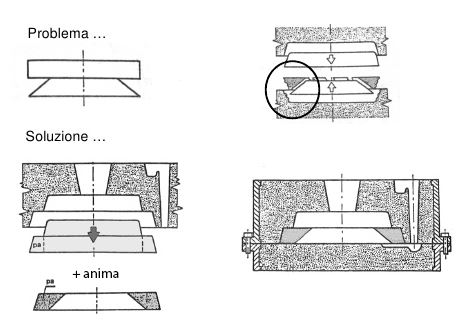 Problema …
Soluzione …
pa
+ anima
pa